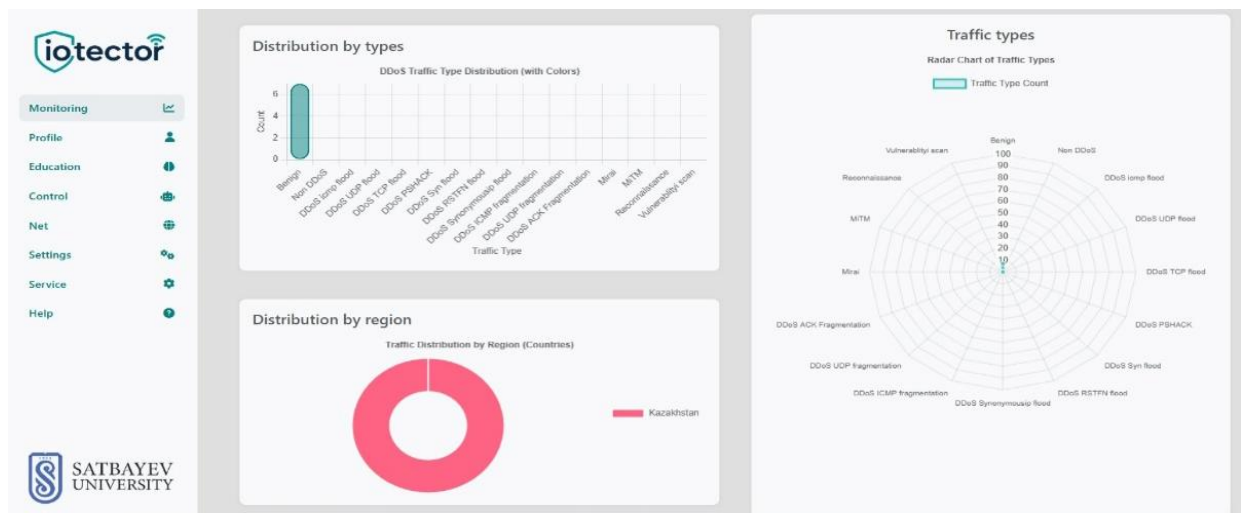 iotector
Monitoring
Profile
Education
Control
Net
Settings
Service
Help
SATBAYEV
UNIVERSITY
Distribution by types
DDoS Traffic Type Distribution (with Colors)
Count
6
4
2
0
Benign
Non DDoS
DDoS icmp flood
DDoS UDP flood
DDoS TCP flood
DDoS PSHACK
DDoS Syn flood
DDoS RSTFN flood
DDoS Synonymousip flood
DDoS ICMP fragmentation
DDoS UDP fragmentation
DDoS ACK Fragmentation
Mirai
MiTM
Reconnaissance
Vulnerablityi scan
Traffic Type
Distribution by region
Traffic Distribution by Region (Countries)
Kazakhstan
Traffic types
Radar Chart of Traffic Types
Traffic Type Count
Benign
Non DDoS
DDoS icmp flood
DDoS UDP flood
DDoS TCP flood
DDoS PSHACK
DDoS Syn flood
DDoS RSTFN flood
DDoS Synonymousip flood
DDoS ICMP fragmentation
DDoS UDP fragmentation
DDoS ACK Fragmentation
Mirai
MiTM
Reconnaissance
Vulnerablityi scan
100
90
80
70
60
50
40
30
20
10